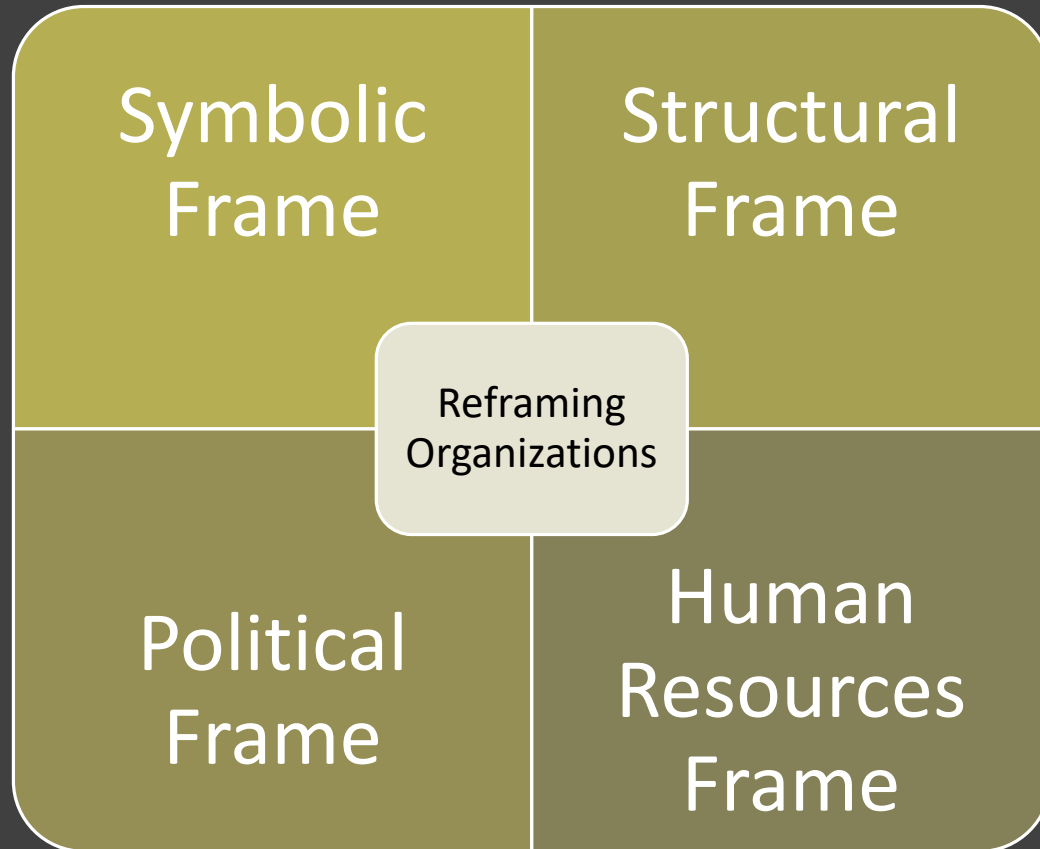 Symbolic
Frame
Structural
Frame
Reframing
Organizations
Political
Frame
Human
Resources
Frame